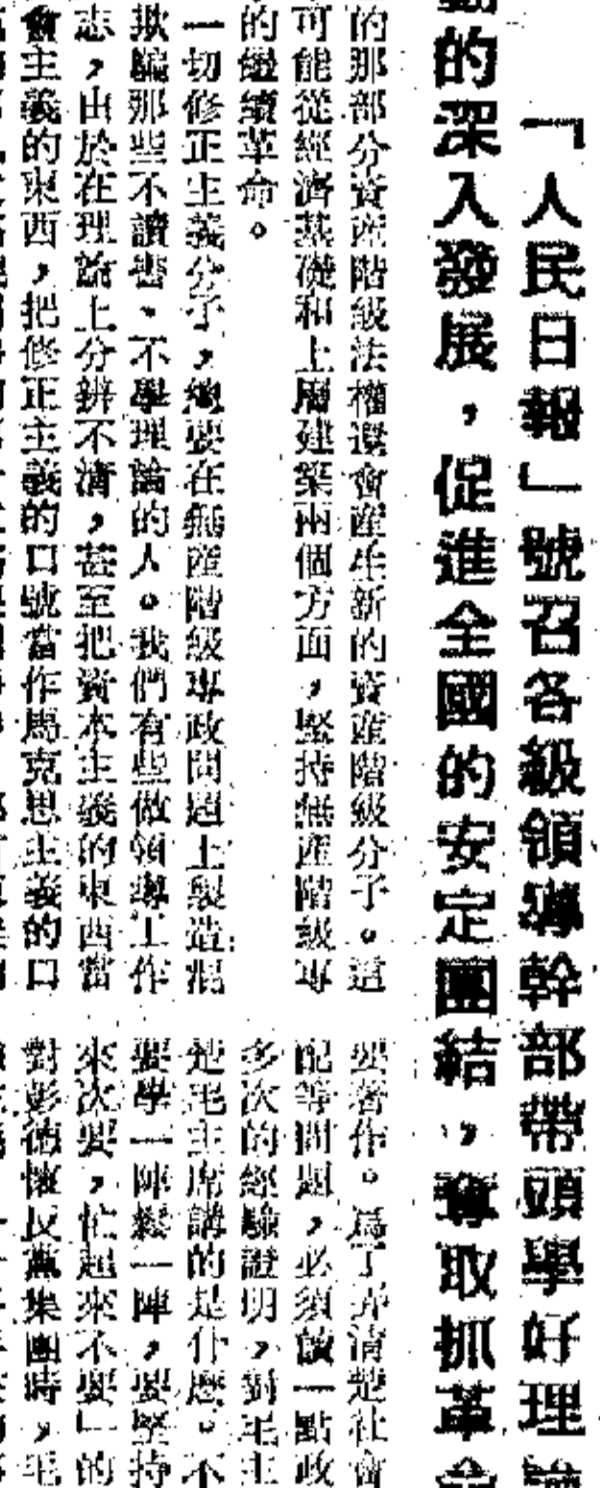 「人民日報」號召各級領導幹部帶頭學好理論
動的深入發展，促進全國的安定團結，奪取抓革命
的那部分資產階級法權還會產生新的資產階級分子。這
可能從經濟基礎和上層建築兩個方面，堅持無產階級專
的繼續革命。
一切修正主義分子，總要在無產階級專政問題上製造混
欺騙那些不讀書、不學理論的人。我們有些做領導工作
志，由於在理論上分辨不清，甚至把資本主義的東西當
會主義的東西，把修正主義的口號當作馬克思主義的口
要著作。爲了弄清楚社會
配等問題，必須讀一點政
多次的經驗證明，對毛主
是毛主席講的是什麽。不
要學一陣鬆一陣，要堅持
來次要，忙起來不要」的
對彭德懷反黨集團時，毛